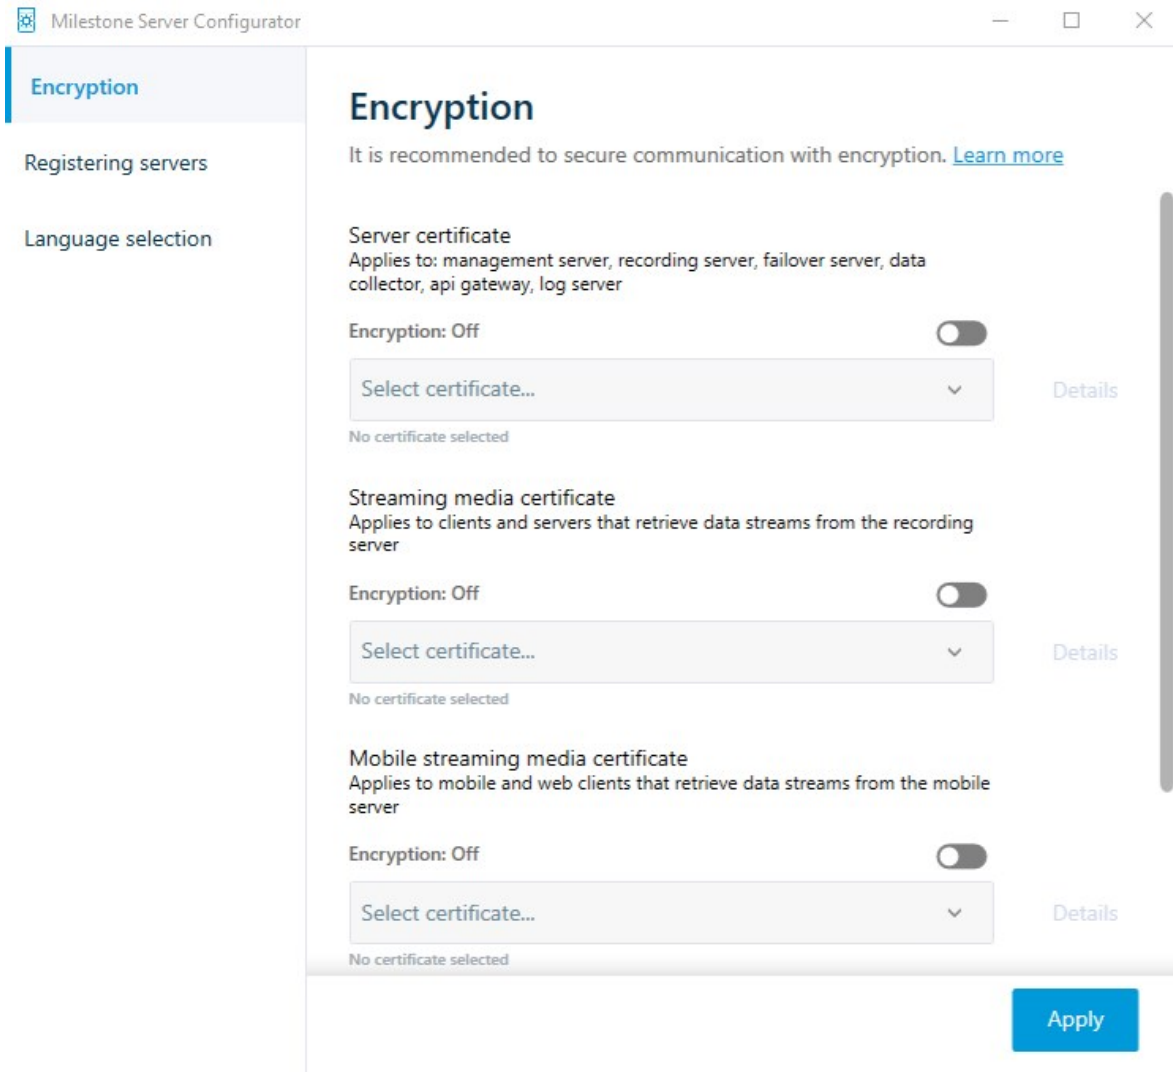 Milestone Server Configurator
Encryption
Registering servers
Language selection
Encryption
It is recommended to secure communication with encryption. Learn more
Server certificate
Applies to: management server, recording server, failover server, data
collector, api gateway, log server
Encryption: Off
Select certificate...
Details
No certificate selected
Streaming media certificate
Applies to clients and servers that retrieve data streams from the recording
server
Encryption: Off
Select certificate...
Details
No certificate selected
Mobile streaming media certificate
Applies to mobile and web clients that retrieve data streams from the mobile
server
Encryption: Off
Select certificate...
Details
No certificate selected
Apply